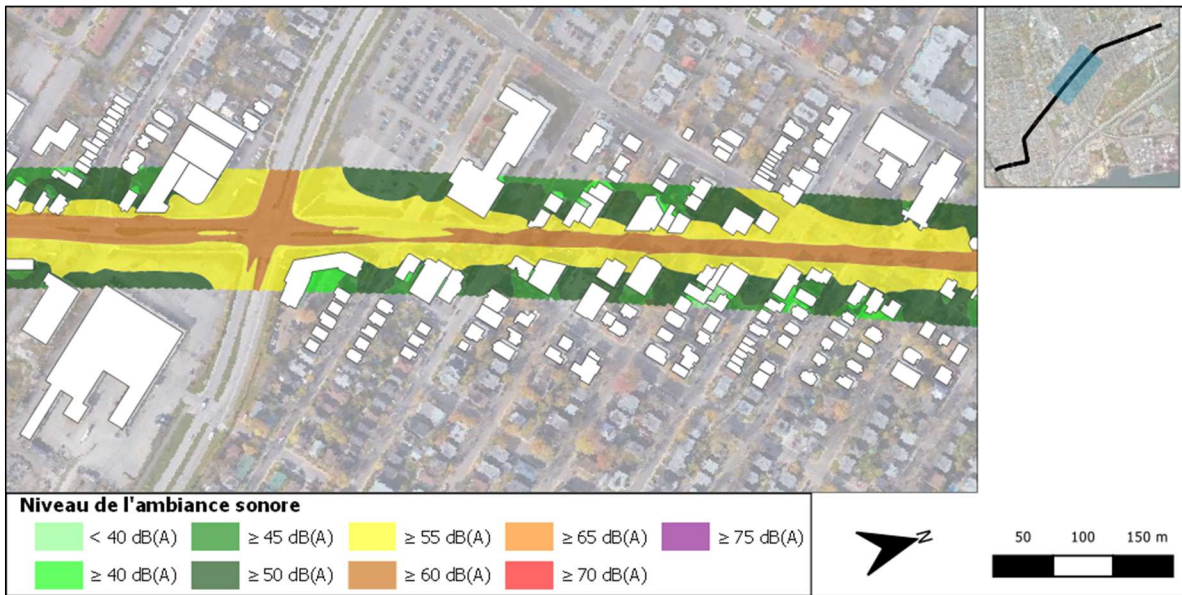 Niveau de l'ambiance sonore
< 40 dB(A)
≥ 45 dB(A)
≥ 55 dB(A)
≥ 65 dB(A)
≥ 75 dB(A)
≥ 40 dB(A)
≥ 50 dB(A)
≥ 60 dB(A)
≥ 70 dB(A)
N
50 100 150 m